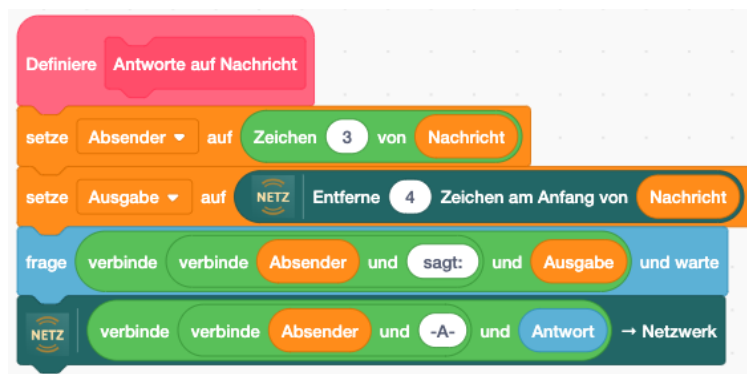 Definiere Antworte auf Nachricht
setze Absender auf Zeichen 3 von Nachricht
setze Ausgabe auf NETZ Entferne 4 Zeichen am Anfang von Nachricht
frage verbinde verbinde Absender und sagt: und Ausgabe und warte
NETZ verbinde verbinde Absender und -A- und Antwort → Netzwerk